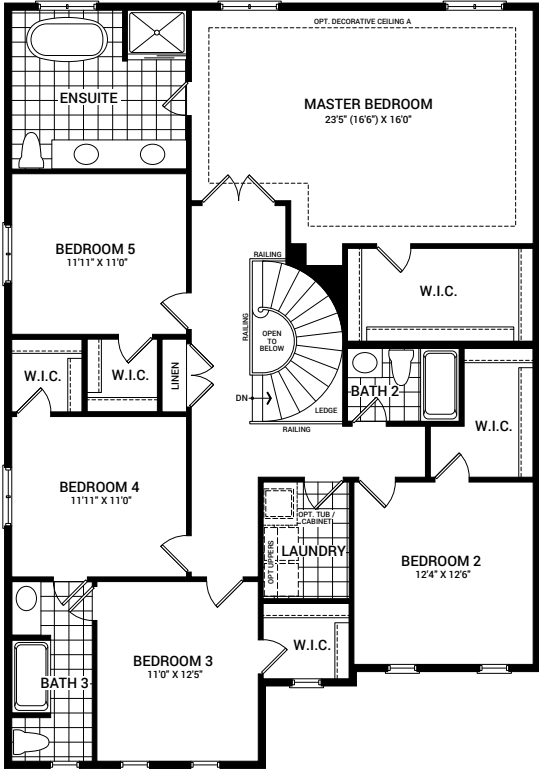 OPT. DECORATIVE CEILING A
ENSUITE
MASTER BEDROOM
23'5" (16'6") X 16'0"
BEDROOM 5
11'11" X 11'0"
RAILING
RAILING
OPEN
TO
BELOW
W.I.C.
W.I.C.
W.I.C.
LINEN
DN
LEDGE
RAILING
BATH 2
W.I.C.
BEDROOM 4
11'11" X 11'0"
OPT. TUB /
CABINET
OPT UPPERS
LAUNDRY
BEDROOM 2
12'4" X 12'6"
BEDROOM 3
11'0" X 12'5"
W.I.C.
BATH 3